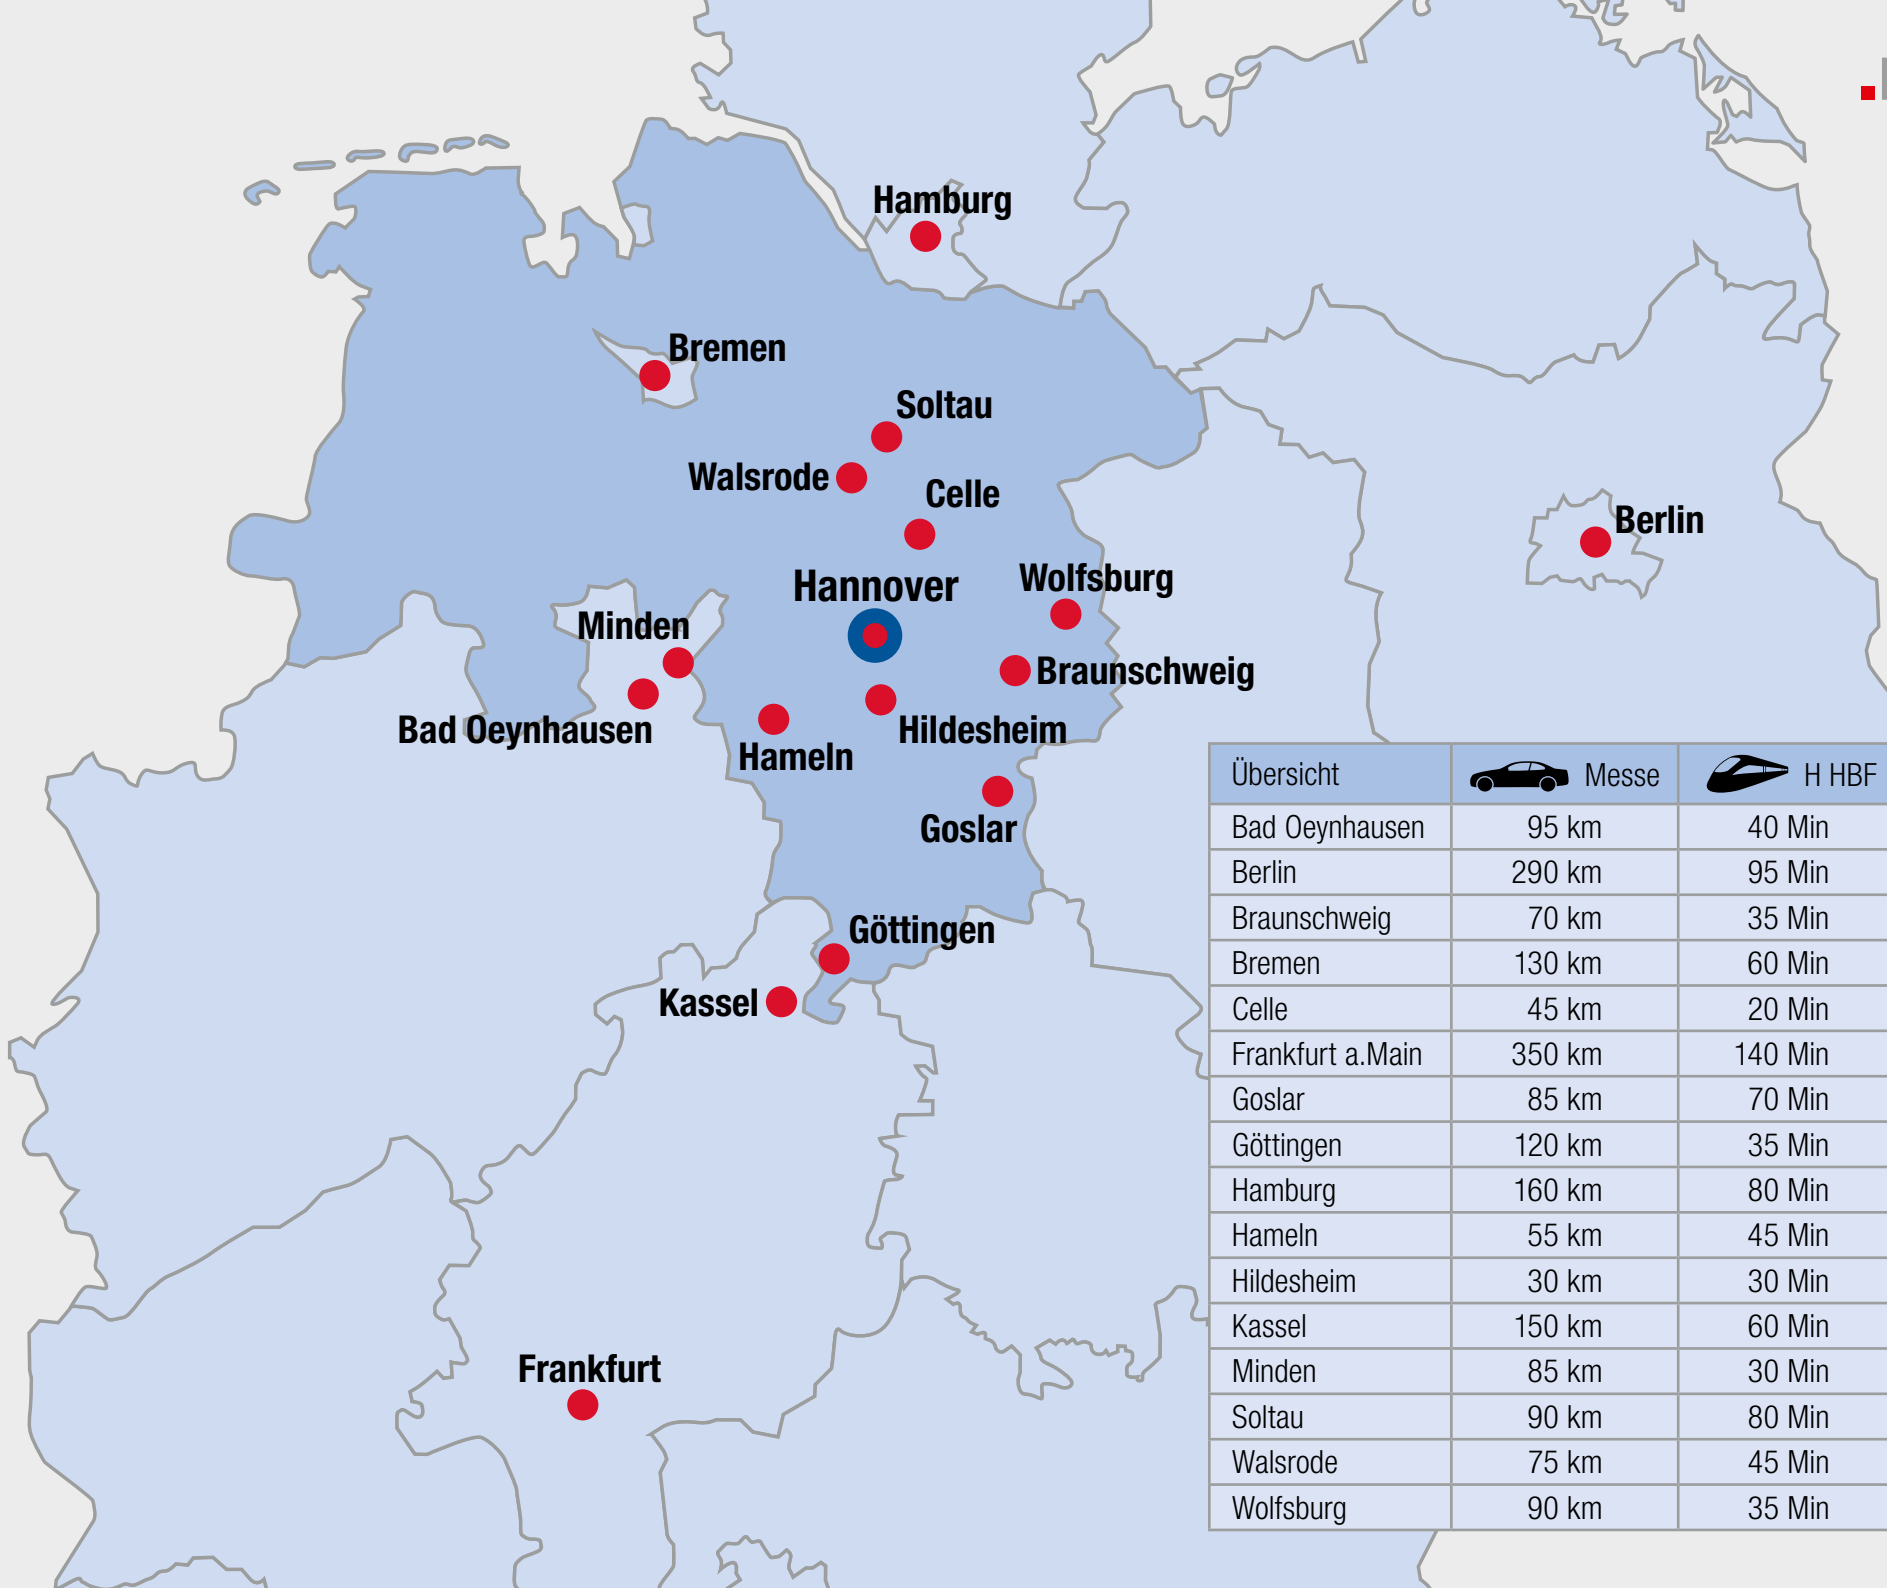 Hamburg
Bremen
Soltau
Walsrode
Celle
Berlin
Hannover
Wolfsburg
Minden
Braunschweig
Bad Oeynhausen
Hildesheim
Hameln
Goslar
Göttingen
Kassel
Frankfurt
Übersicht Messe H HBF
Bad Oeynhausen 95 km 40 Min
Berlin 290 km 95 Min
Braunschweig 70 km 35 Min
Bremen 130 km 60 Min
Celle 45 km 20 Min
Frankfurt a.Main 350 km 140 Min
Goslar 85 km 70 Min
Göttingen 120 km 35 Min
Hamburg 160 km 80 Min
Hameln 55 km 45 Min
Hildesheim 30 km 30 Min
Kassel 150 km 60 Min
Minden 85 km 30 Min
Soltau 90 km 80 Min
Walsrode 75 km 45 Min
Wolfsburg 90 km 35 Min